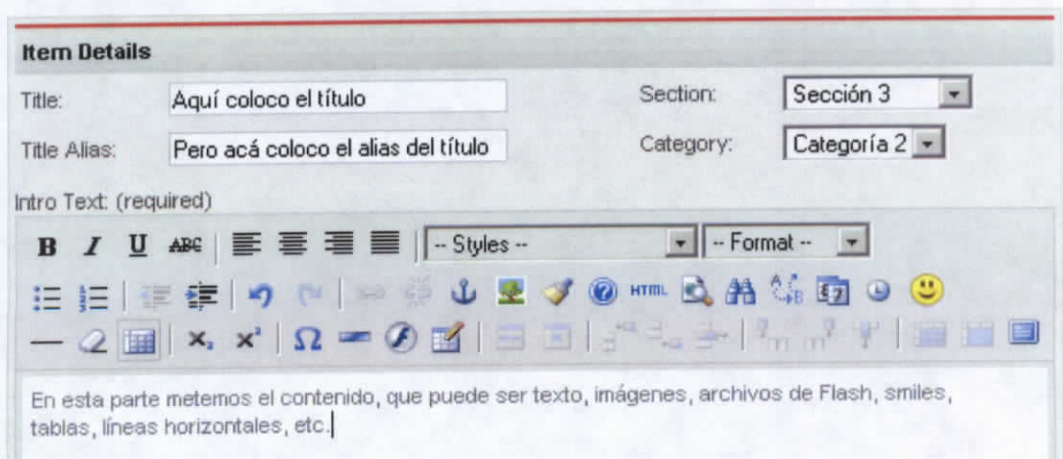 Item Details
Title: Aquí coloco el título Section: Sección 3
Title Alias: Pero acá coloco el alias del título Category: Categoría 2
Intro Text: (required)
B I U ABC -- Styles -- -- Format --
HTML
En esta parte metemos el contenido, que puede ser texto, imágenes, archivos de Flash, smiles,
tablas, líneas horizontales, etc.